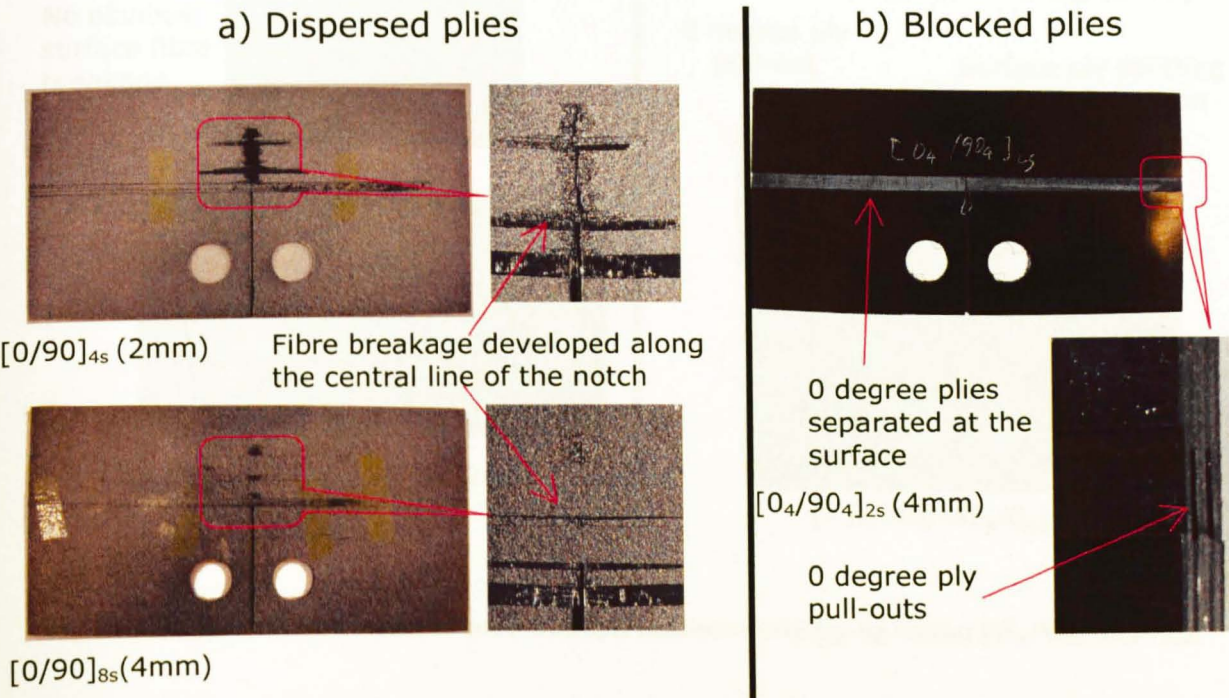 a) Dispersed plies
[0/90]4s (2mm)
Fibre breakage developed along
the central line of the notch
[0/90]8s(4mm)
b) Blocked plies
[04 /904]2s
0 degree plies
separated at the
surface
[04/904]2s (4mm)
0 degree ply
pull-outs